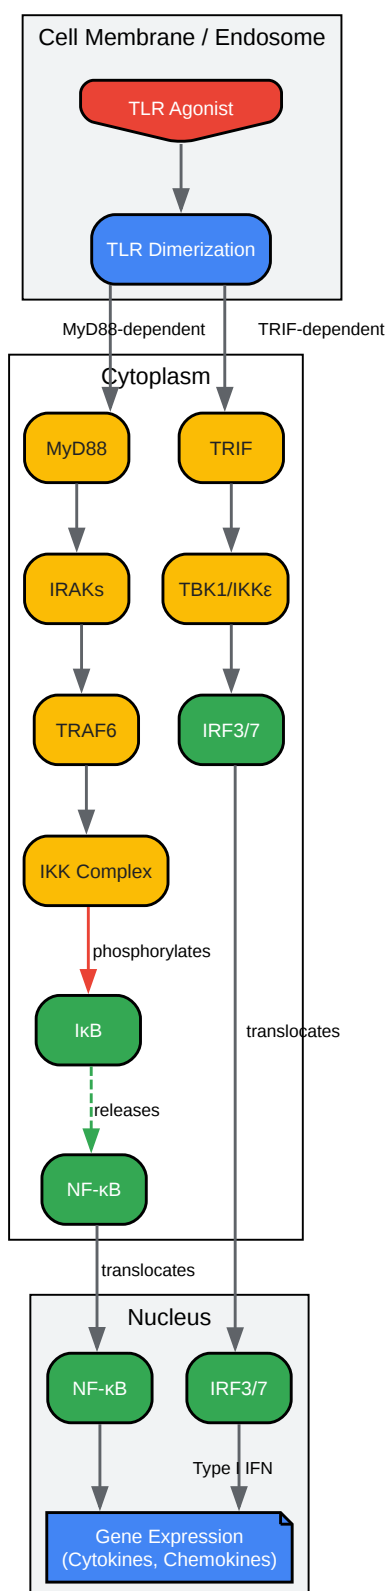 Cell Membrane / Endosome
TLR Agonist
TLR Dimerization
MyD88-dependent
TRIF-dependent
Cytoplasm
MyD88
TRIF
IRAKs
TBK1/IKKε
TRAF6
IRF3/7
IKK Complex
phosphorylates
IκB
translocates
releases
NF-κB
translocates
Nucleus
NF-κB
IRF3/7
Type I IFN
Gene Expression
(Cytokines, Chemokines)